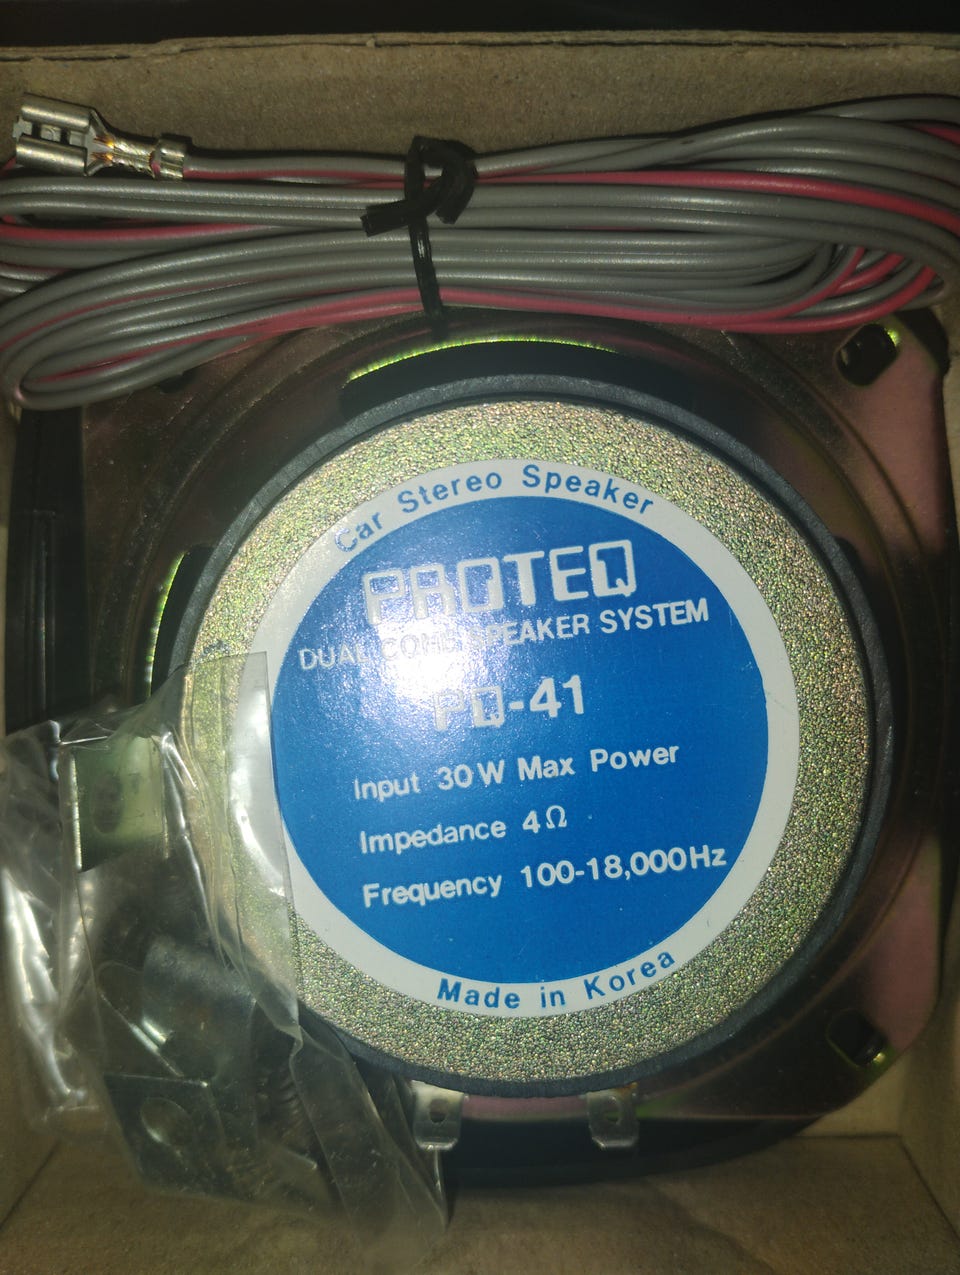 Car Stereo Speaker
PROTEQ
DUAL CONE SPEAKER SYSTEM
PQ-41
Input 30W Max Power
Impedance 4Ω
Frequency 100-18,000Hz
Made in Korea